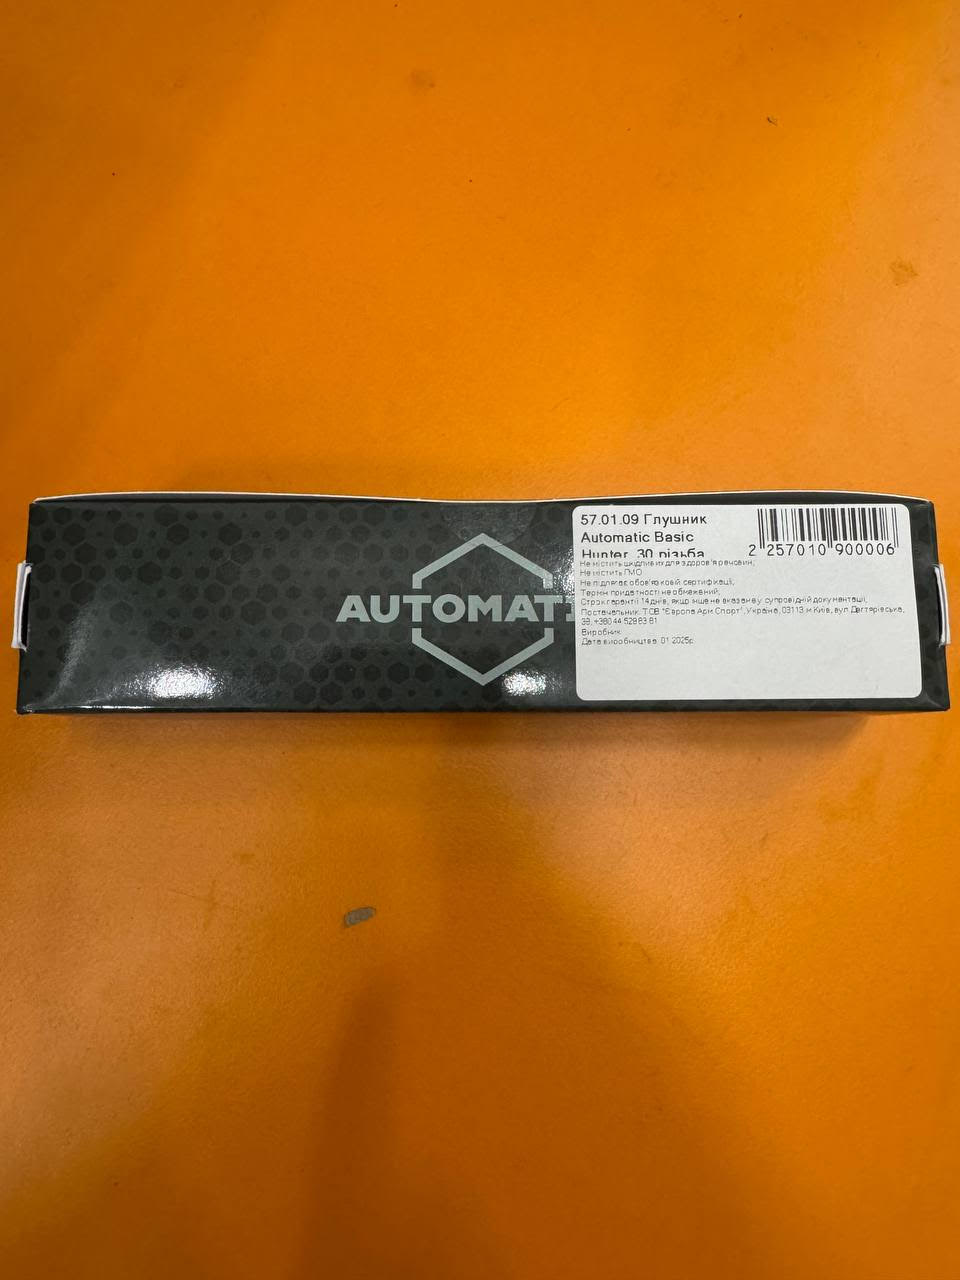 AUTOMAT
57.01.09 Глушник
Automatic Basic
Hunter .30 різьба
2 257010 900006
Не містить шкідливих для здоров'я речовин;
Не містить ГМО
Не підлягає обов'язковій сертифікації;
Термін придатності не обмежений;
Строк гарантії 14 днів, якщо інше не вказане у супровідній документації;
Постачальник: ТОВ "Європа Арм Спорт", Україна, 03113 м.Київ, вул.Дегтярівська,
39, +380 44 529 83 81
Виробник:
Дата виробництва: 01.2025р.